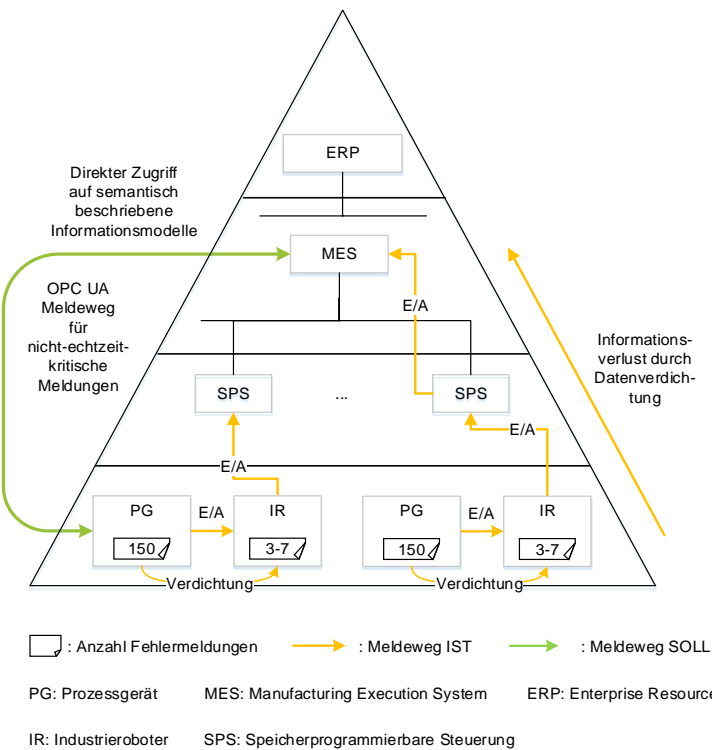 ERP
Direkter Zugriff
auf semantisch
beschriebene
Informationsmodelle
MES
OPC UA
Meldeweg
für
nicht-echtzeit-
kritische
Meldungen
E/A
Informations-
verlust durch
Datenverdich-
tung
SPS
...
SPS
E/A
E/A
PG
E/A
IR
PG
E/A
IR
150
3-7
150
3-7
Verdichtung
Verdichtung
: Anzahl Fehlermeldungen
: Meldeweg IST
: Meldeweg SOLL
PG: Prozessgerät
MES: Manufacturing Execution System
ERP: Enterprise Resource
IR: Industrieroboter
SPS: Speicherprogrammierbare Steuerung